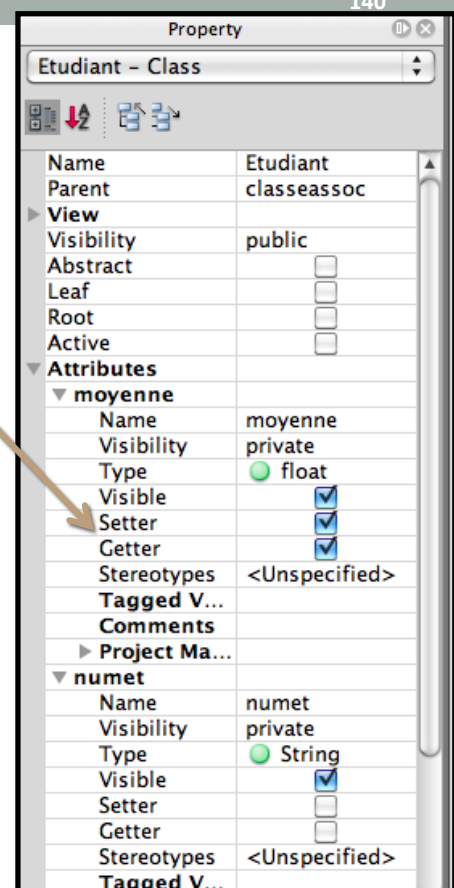 140
Property
Etudiant – Class
Name Etudiant
Parent classeassoc
View
Visibility public
Abstract
Leaf
Root
Active
Attributes
moyenne
Name moyenne
Visibility private
Type float
Visible
Setter
Getter
Stereotypes <Unspecified>
Tagged V...
Comments
Project Ma...
numet
Name numet
Visibility private
Type String
Visible
Setter
Getter
Stereotypes <Unspecified>
Tagged V...